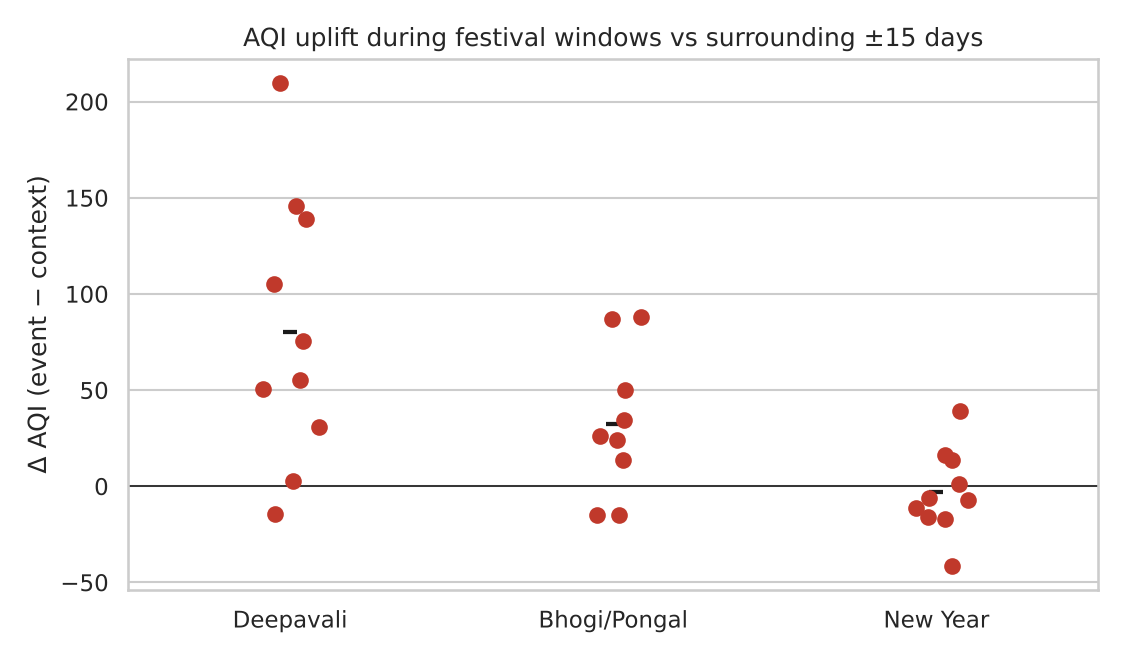 AQI uplift during festival windows vs surrounding ±15 days
Δ AQI (event − context)
200
150
100
50
0
−50
Deepavali
Bhogi/Pongal
New Year